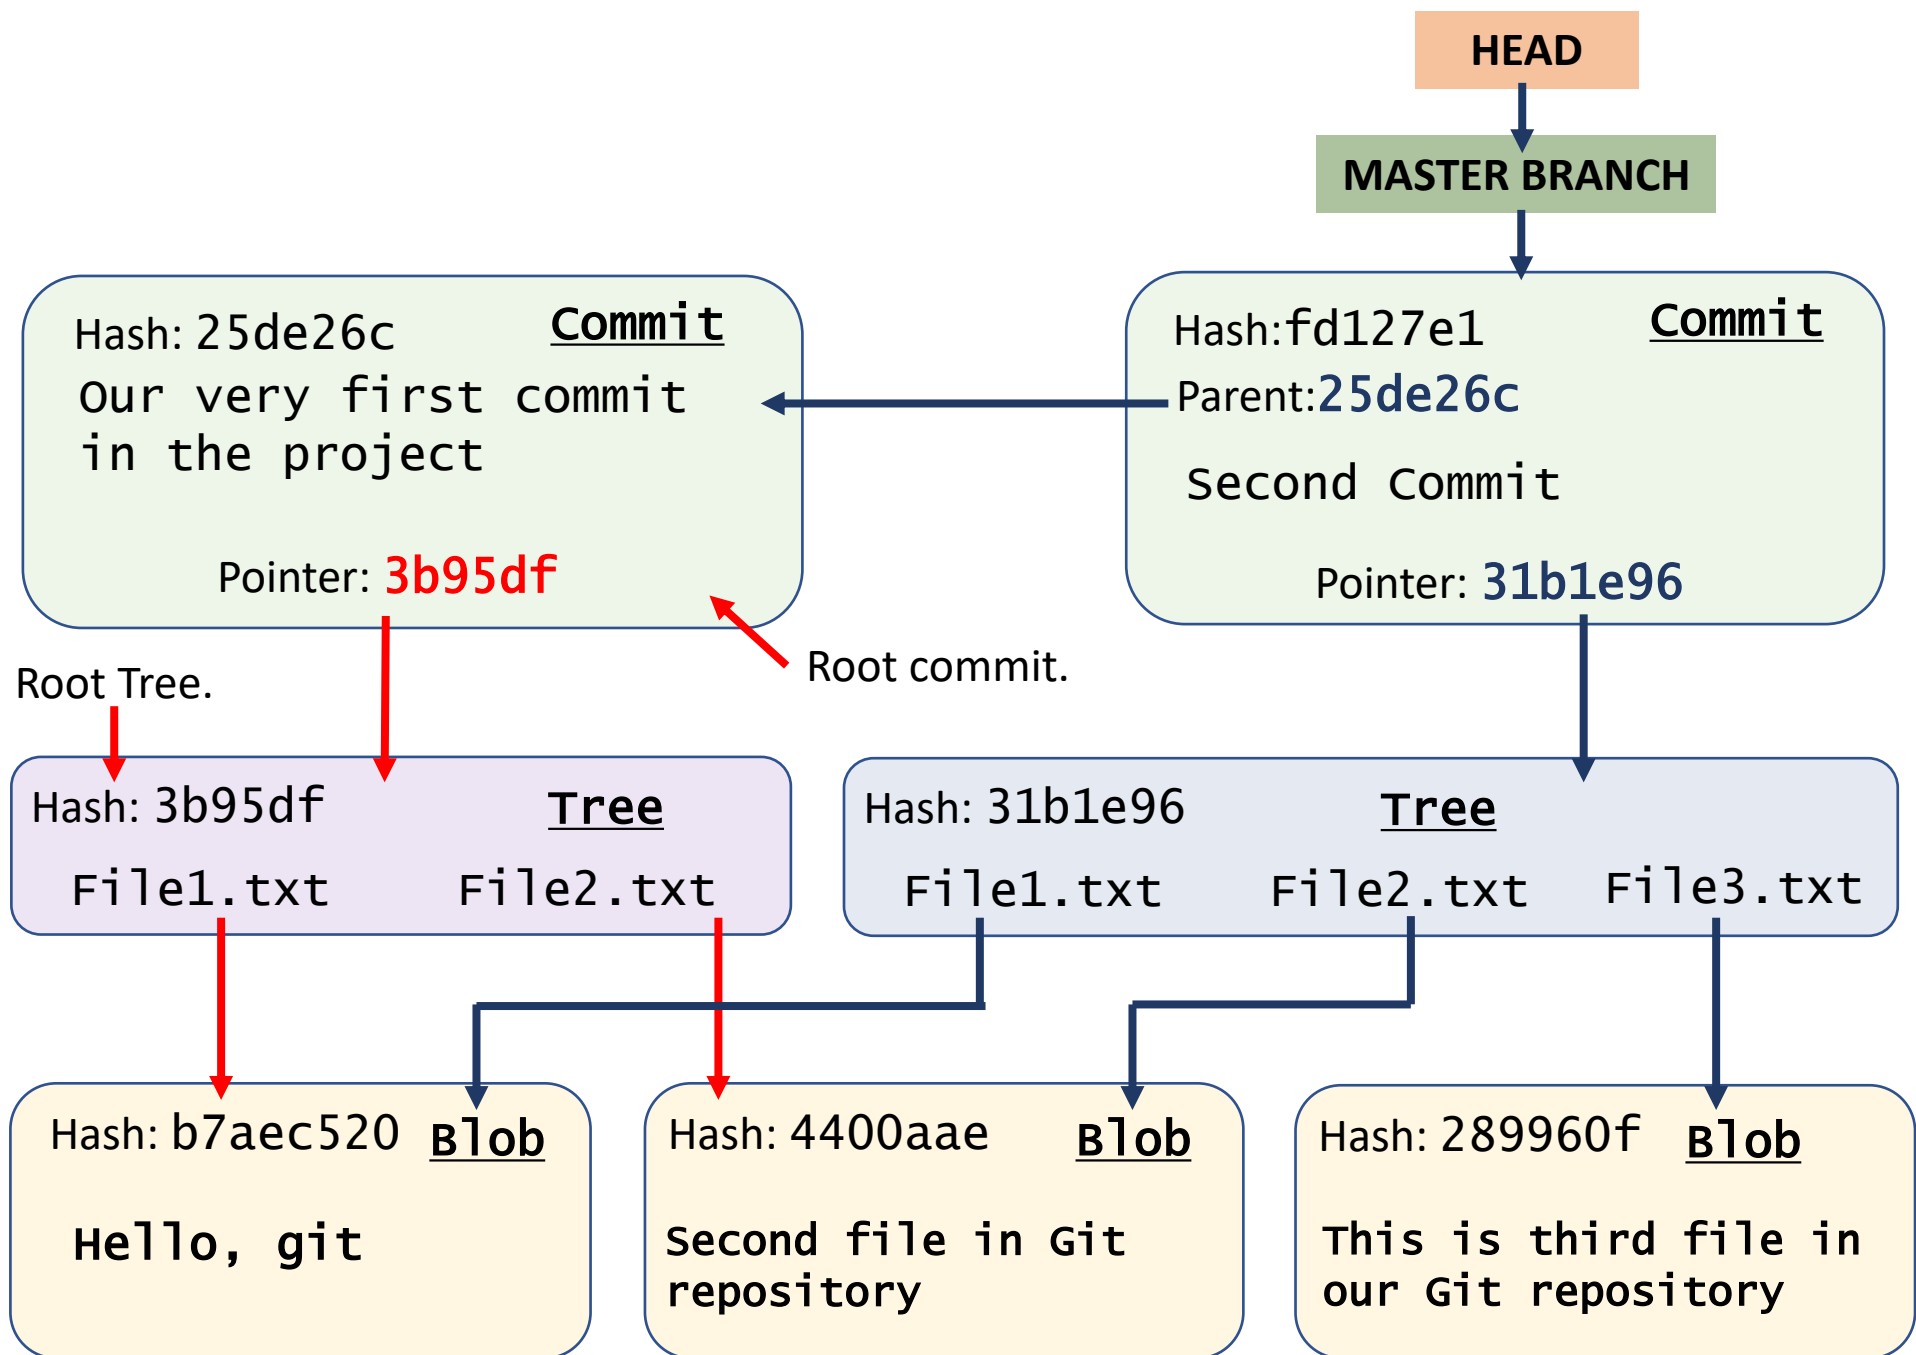 HEAD
MASTER BRANCH
Hash: 25de26c Commit
Our very first commit
in the project
Pointer: 3b95df
Hash:fd127e1 Commit
Parent:25de26c
Second Commit
Pointer: 31b1e96
Root commit.
Root Tree.
Hash: 3b95df Tree
File1.txt File2.txt
Hash: 31b1e96 Tree
File1.txt File2.txt File3.txt
Hash: b7aec520 Blob
Hello, git
Hash: 4400aae Blob
Second file in Git
repository
Hash: 289960f Blob
This is third file in
our Git repository